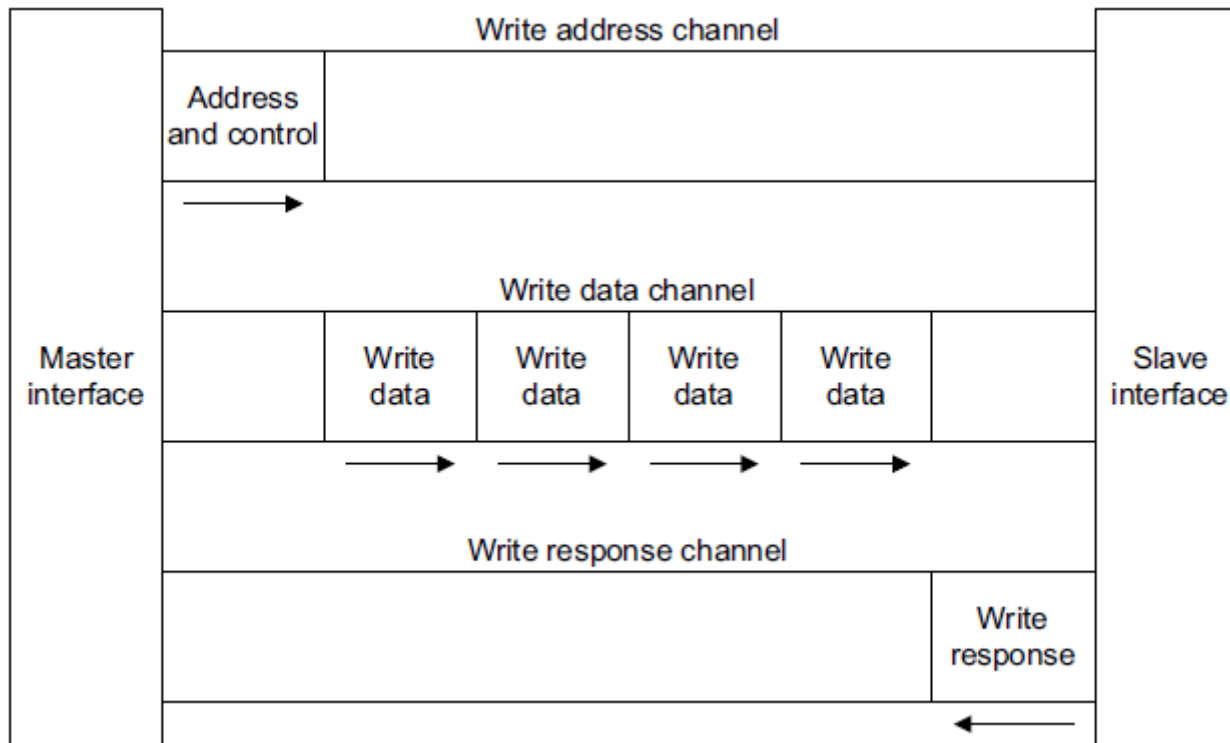 Write address channel
Address
and control
Write data channel
Master
interface
Write
data
Write
data
Write
data
Write
data
Slave
interface
Write response channel
Write
response